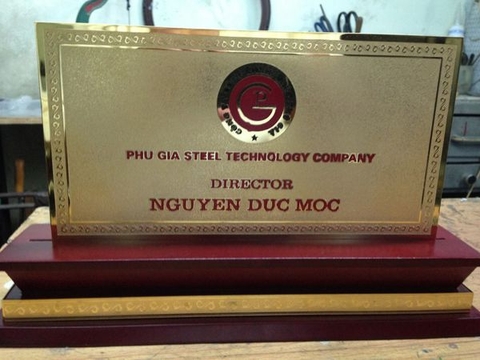 PHU GIA STEEL TECHNOLOGY COMPANY
DIRECTOR
NGUYEN DUC MOC